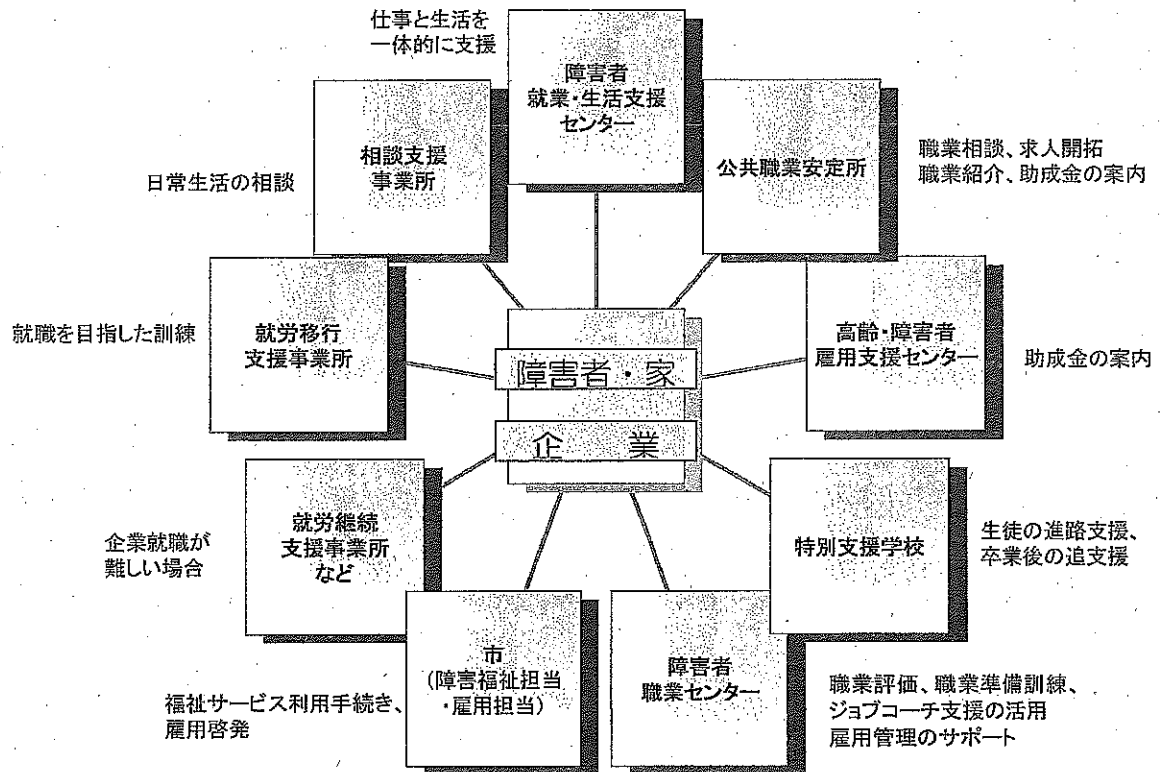 仕事と生活を
一体的に支援
障害者
就業・生活支援
センター
相談支援
事業所
日常生活の相談
公共職業安定所
職業相談、求人開拓
職業紹介、助成金の案内
就職を目指した訓練
就労移行
支援事業所
障害者・家
企　業
高齢・障害者
雇用支援センター
助成金の案内
企業就職が
難しい場合
就労継続
支援事業所
など
特別支援学校
生徒の進路支援、
卒業後の追支援
福祉サービス利用手続き、
雇用啓発
市
(障害福祉担当
・雇用担当)
障害者
職業センター
職業評価、職業準備訓練、
ジョブコーチ支援の活用
雇用管理のサポート